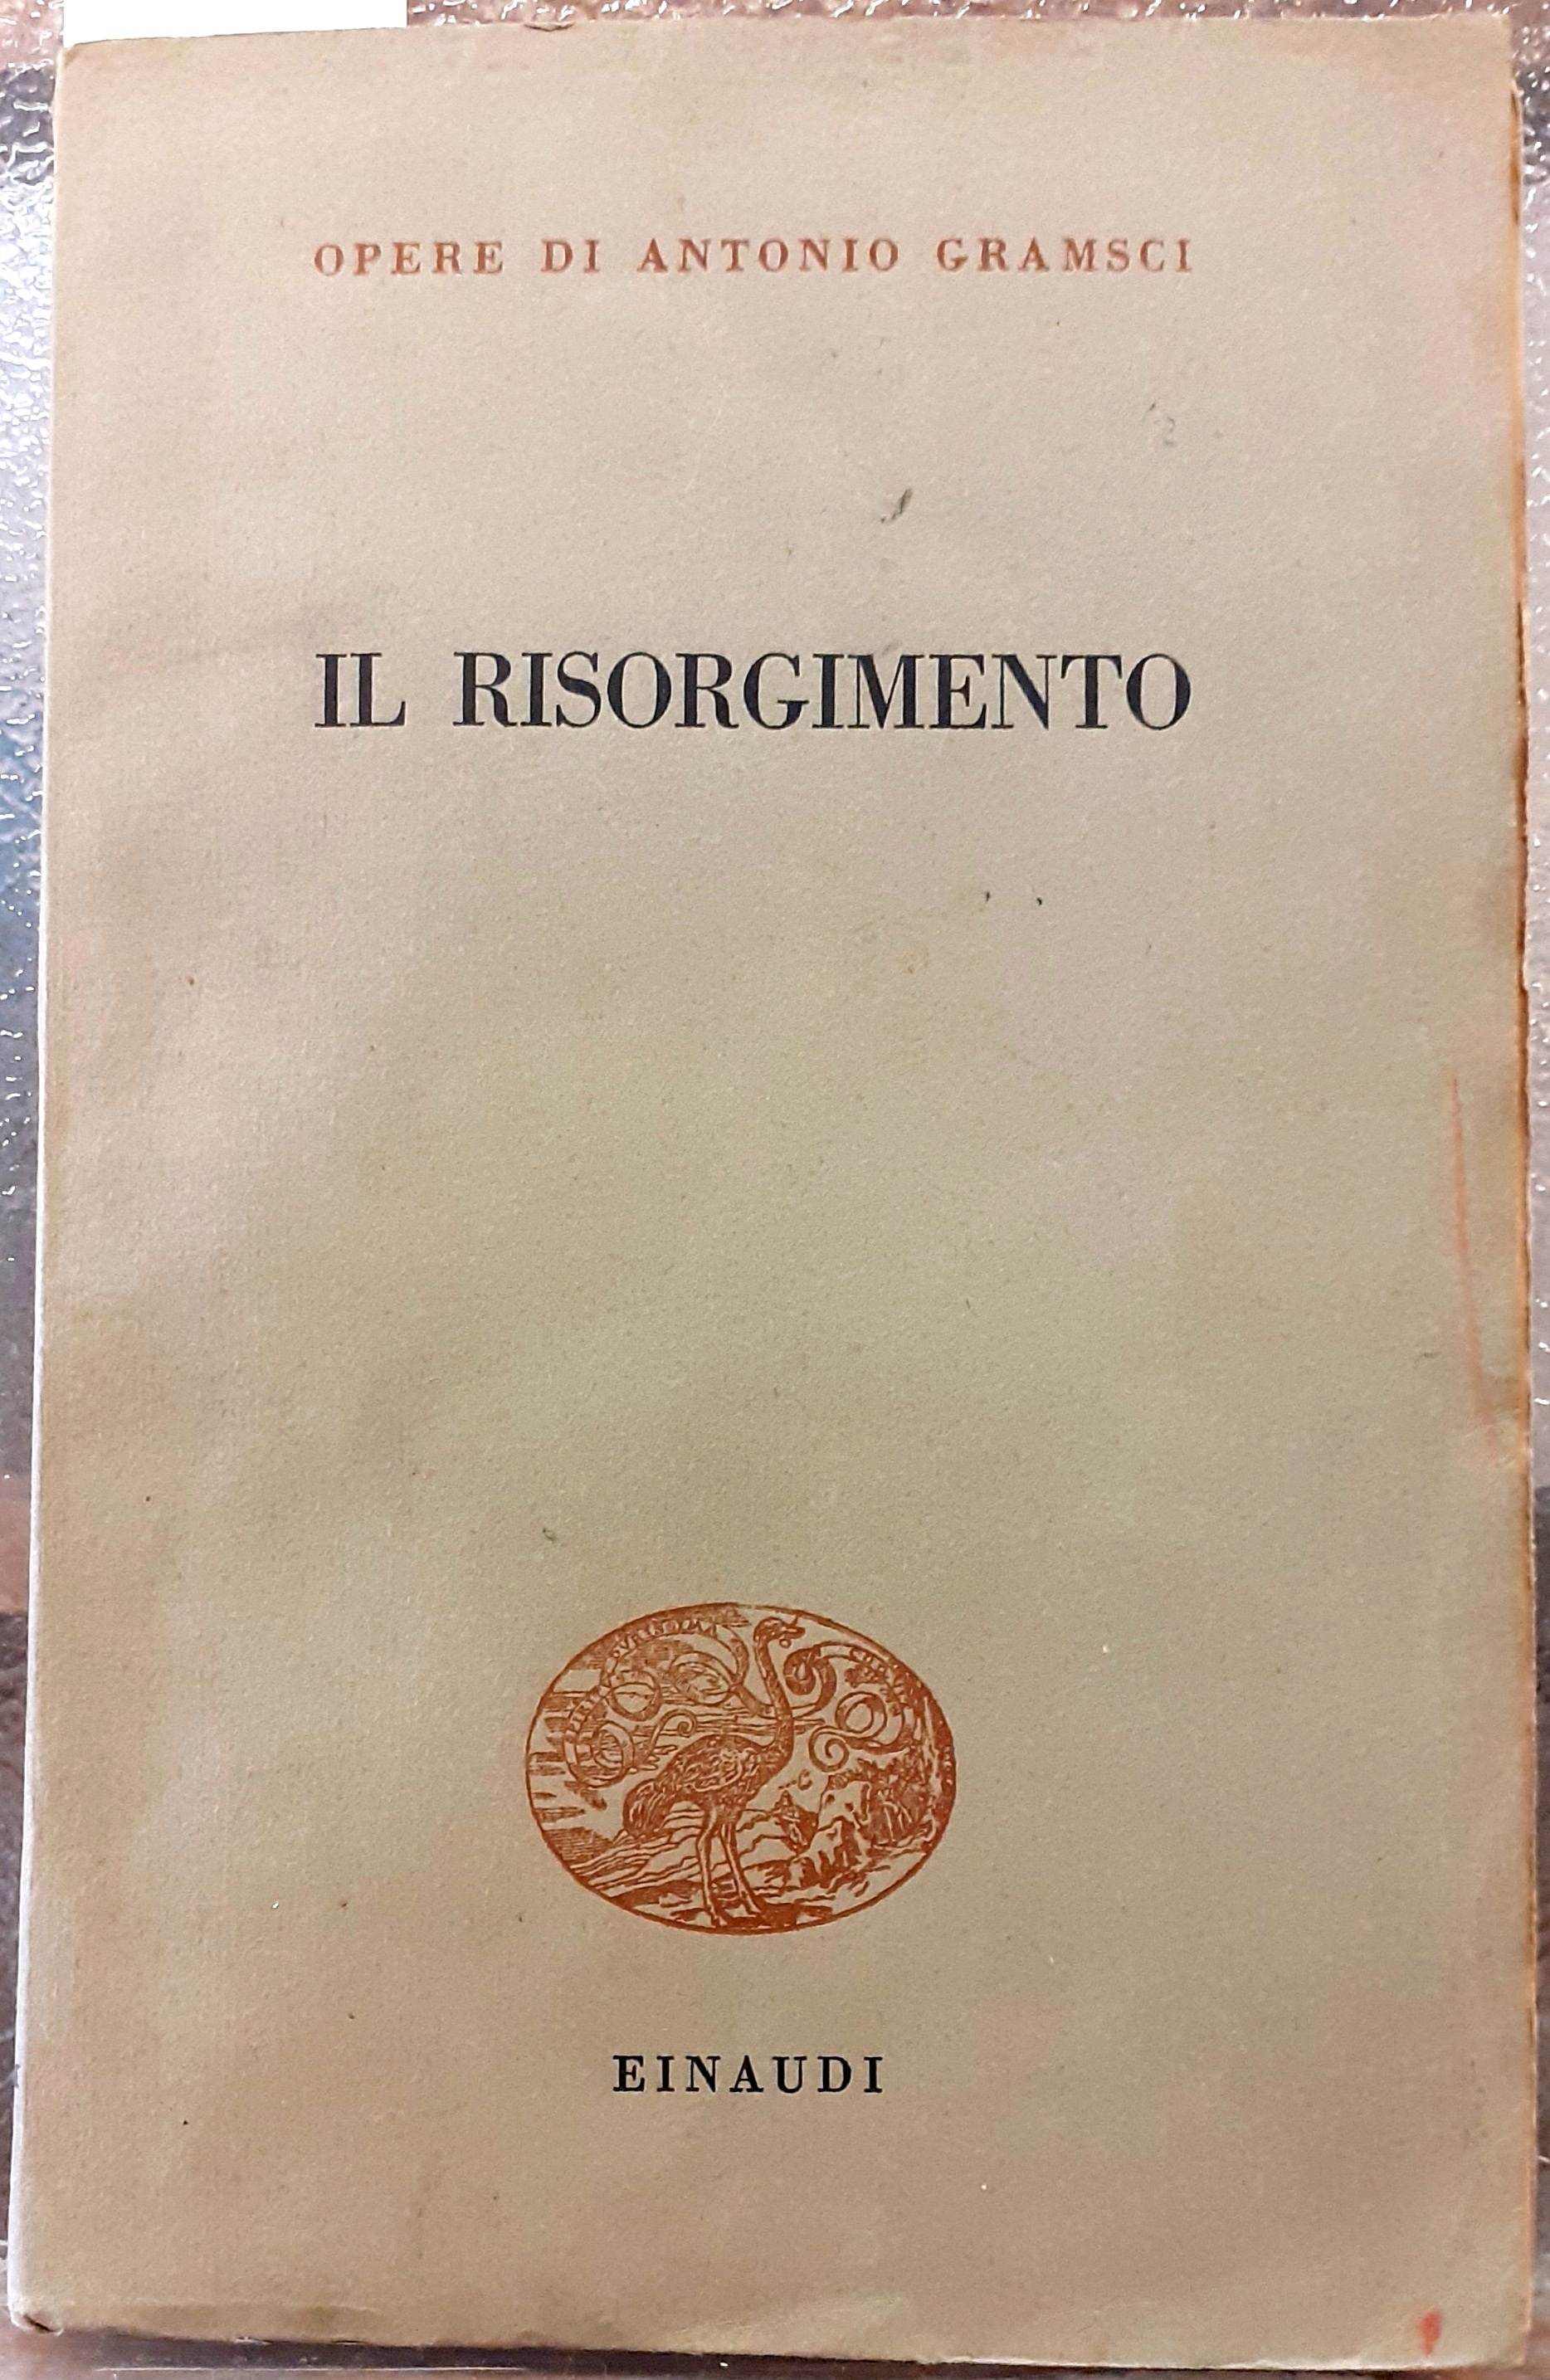 OPERE DI ANTONIO GRAMSCI
IL RISORGIMENTO
EINAUDI